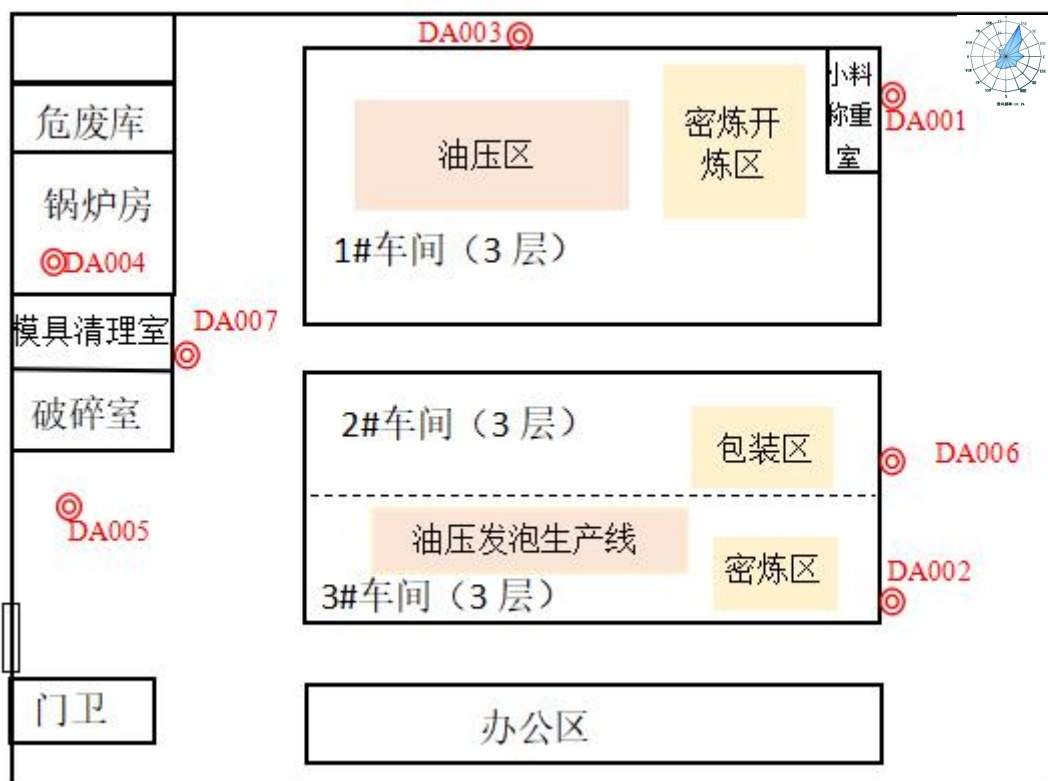 DA003
小料
称重
室
DA001
危废库
油压区
密炼开
炼区
锅炉房
DA004
1#车间（3 层）
模具清理室
DA007
破碎室
2#车间（3 层）
包装区
DA006
DA005
油压发泡生产线
密炼区
DA002
3#车间（3 层）
门卫
办公区